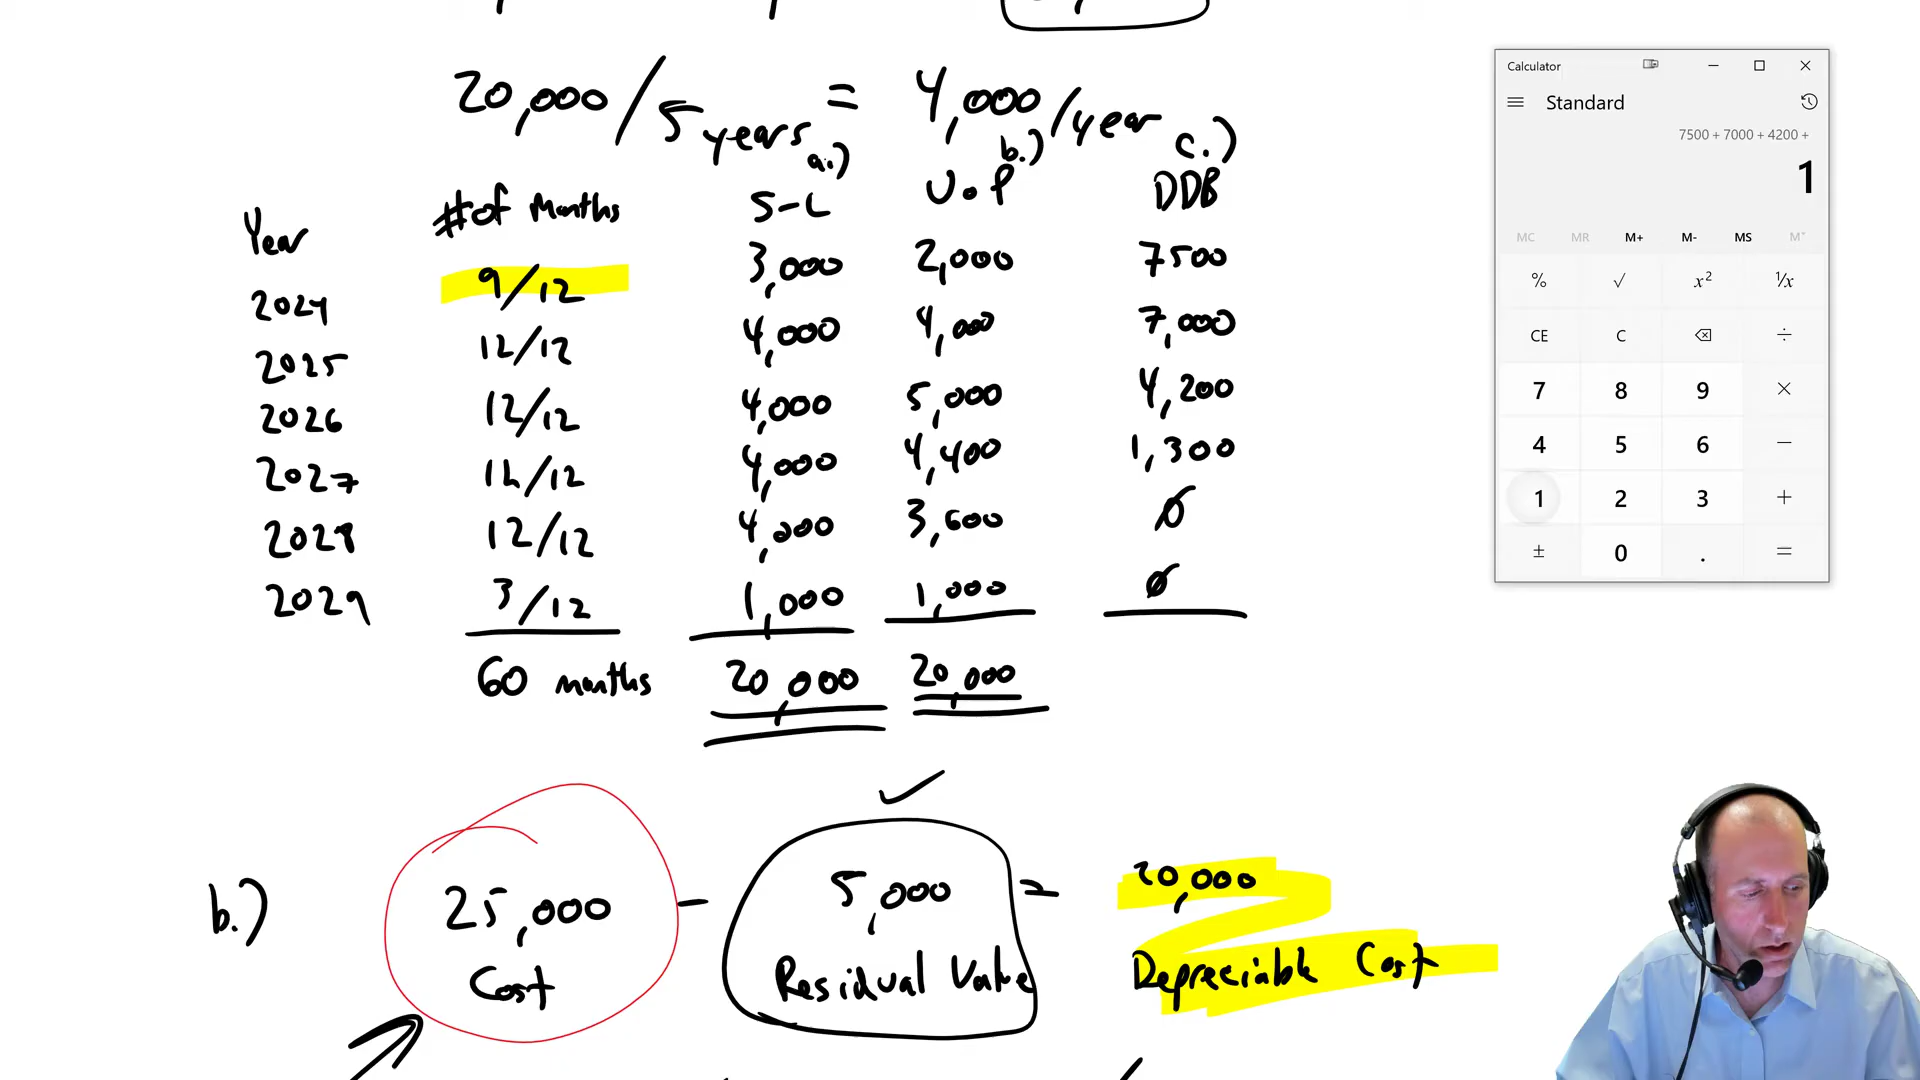 20,000 / 5 years = 4,000 / year
a.) b.) c.)
Year # of Months S-L U.o.P DDB
2024 9/12 3,000 2,000 7500
2025 12/12 4,000 4,000 7,000
2026 12/12 4,000 5,000 4,200
2027 12/12 4,000 4,400 1,300
2028 12/12 4,000 3,600 0
2029 3/12 1,000 1,000 0
60 months 20,000 20,000
b.) 25,000 - 5,000 = 20,000
Cost Residual Value Depreciable Cost
Calculator
Standard
7500 + 7000 + 4200 +
1
MC MR M+ M- MS M˅
% √ x² ¹/x
CE C ÷
7 8 9 ×
4 5 6 −
1 2 3 +
± 0 . =